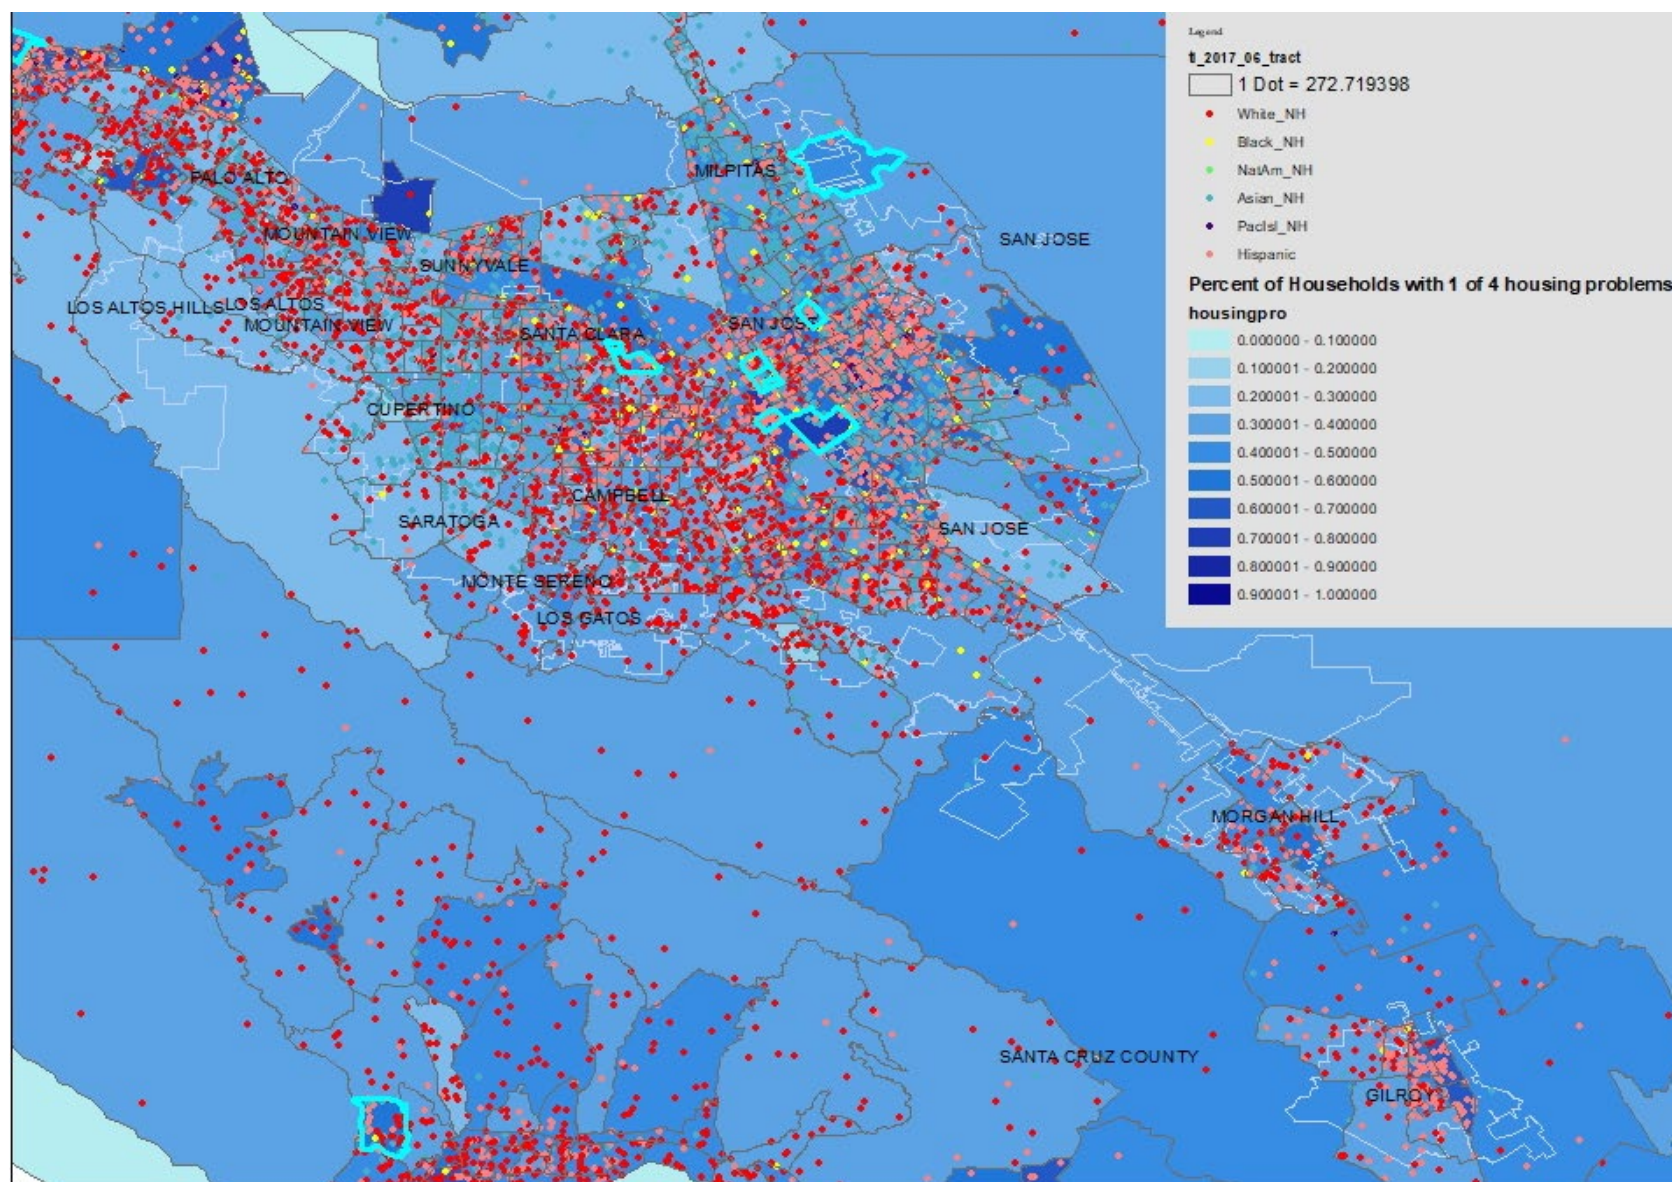 Legend
tl_2017_06_tract
1 Dot = 272.719398
White_NH
Black_NH
NatAm_NH
Asian_NH
PacIsl_NH
Hispanic
Percent of Households with 1 of 4 housing problems
housingpro
0.000000 - 0.100000
0.100001 - 0.200000
0.200001 - 0.300000
0.300001 - 0.400000
0.400001 - 0.500000
0.500001 - 0.600000
0.600001 - 0.700000
0.700001 - 0.800000
0.800001 - 0.900000
0.900001 - 1.000000
PALO ALTO
MILPITAS
MOUNTAIN VIEW
SAN JOSE
SUNNYVALE
LOS ALTOS HILLS
LOS ALTOS
MOUNTAIN VIEW
SANTA CLARA
SAN JOSE
CUPERTINO
CAMPBELL
SARATOGA
SAN JOSE
MONTE SERENO
LOS GATOS
MORGAN HILL
SANTA CRUZ COUNTY
GILROY